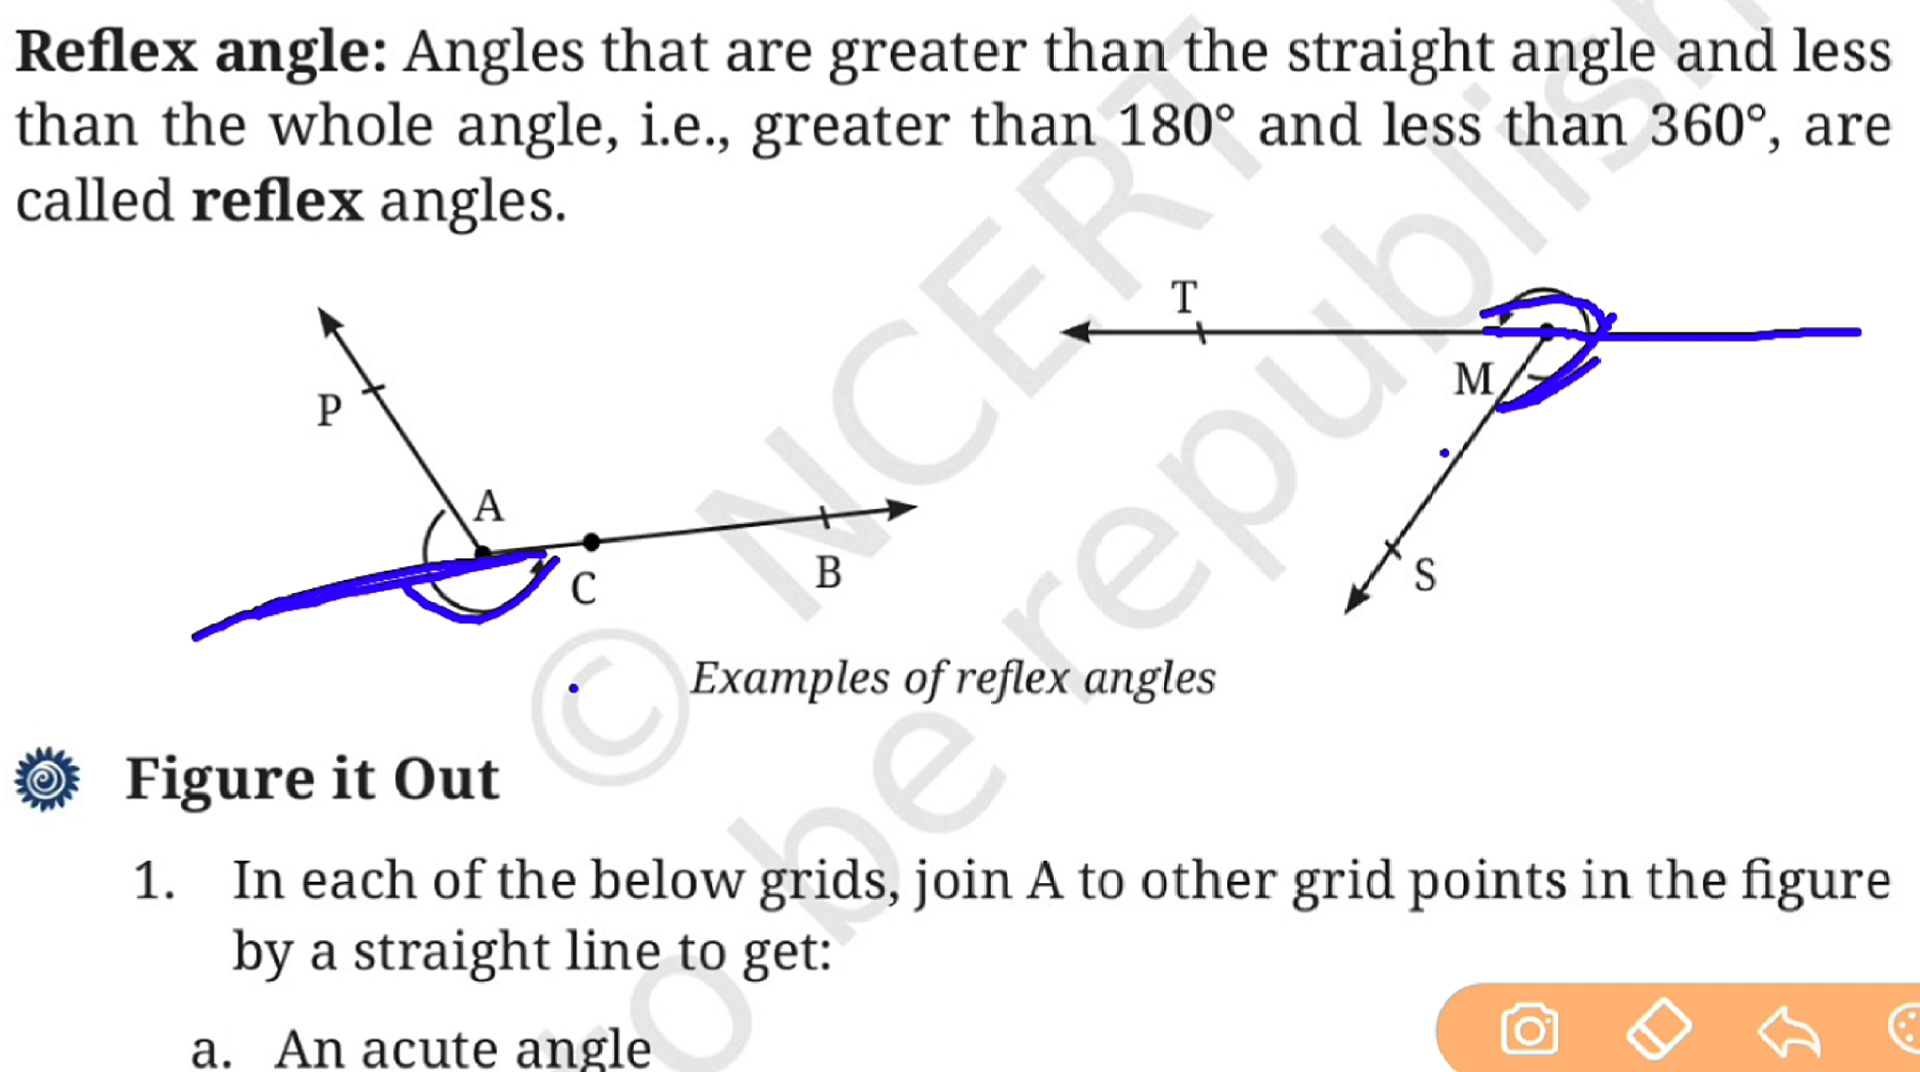 Reflex angle: Angles that are greater than the straight angle and less
than the whole angle, i.e., greater than 180° and less than 360°, are
called reflex angles.
T
P
M
A
S
B
C
Examples of reflex angles
Figure it Out
1. In each of the below grids, join A to other grid points in the figure
by a straight line to get:
a. An acute angle
© NCERT
to be republish